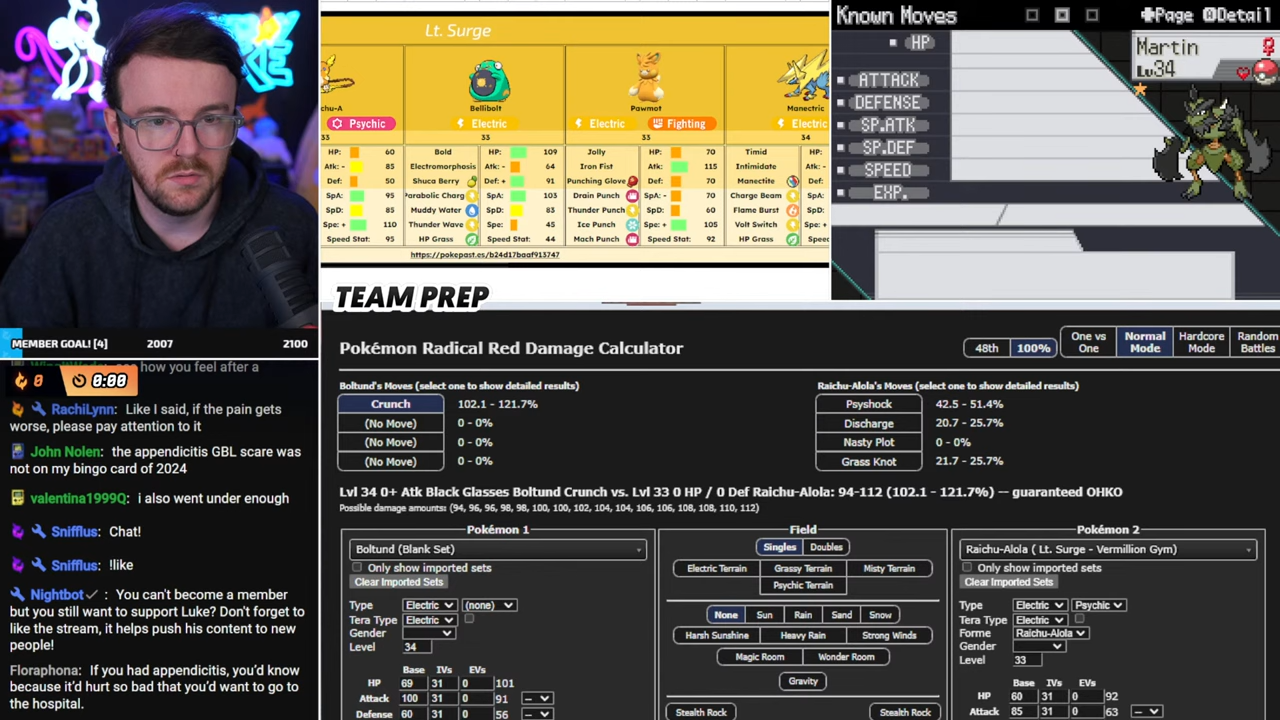 Lt. Surge
chu-A
Bellibolt
Pawmot
Manectric
Psychic
Electric
Electric
Fighting
Electric
33
33
33
34
HP: 60 Bold HP: 109 Jolly HP: 70 Timid
Atk: - 85 Electromorphosis Atk: - 64 Iron Fist Atk: 115 Intimidate
Def: 50 Shuca Berry Def: + 91 Punching Glove Def: 70 Manectite
SpA: 95 Parabolic Charg SpA: 103 Drain Punch SpA: - 70 Charge Beam
SpD: 85 Muddy Water SpD: 83 Thunder Punch SpD: 60 Flame Burst
Spe: + 110 Thunder Wave Spe: 45 Ice Punch Spe: + 105 Volt Switch
Speed Stat: 95 HP Grass Speed Stat: 44 Mach Punch Speed Stat: 92 HP Grass
https://pokepast.es/b24d17baaf913747
TEAM PREP
Known Moves
Page Detail
HP
ATTACK
DEFENSE
SP.ATK
SP.DEF
SPEED
EXP.
Martin
Lv34
MEMBER GOAL! [4] 2007 2100
how you feel after a
0 0:00
RachiLynn: Like I said, if the pain gets
worse, please pay attention to it
John Nolen: the appendicitis GBL scare was
not on my bingo card of 2024
valentina1999Q: i also went under enough
Snifflus: Chat!
Snifflus: !like
Nightbot : You can't become a member
but you still want to support Luke? Don't forget to
like the stream, it helps push his content to new
people!
Floraphona: If you had appendicitis, you'd know
because it'd hurt so bad that you'd want to go to
the hospital.
Pokémon Radical Red Damage Calculator
48th 100%
One vs
One
Normal
Mode
Hardcore
Mode
Random
Battles
Boltund's Moves (select one to show detailed results)
Crunch 102.1 - 121.7%
(No Move) 0 - 0%
(No Move) 0 - 0%
(No Move) 0 - 0%
Raichu-Alola's Moves (select one to show detailed results)
Psyshock 42.5 - 51.4%
Discharge 20.7 - 25.7%
Nasty Plot 0 - 0%
Grass Knot 21.7 - 25.7%
Lvl 34 0+ Atk Black Glasses Boltund Crunch vs. Lvl 33 0 HP / 0 Def Raichu-Alola: 94-112 (102.1 - 121.7%) -- guaranteed OHKO
Possible damage amounts: (94, 96, 96, 98, 98, 100, 100, 102, 104, 104, 106, 106, 108, 108, 110, 112)
Pokémon 1
Boltund (Blank Set)
Only show imported sets
Clear Imported Sets
Type Electric (none)
Tera Type Electric
Gender
Level 34
Base IVs EVs
HP 69 31 0 101
Attack 100 31 0 91 --
Defense 60 31 0 56 --
Field
Singles Doubles
Electric Terrain Grassy Terrain Misty Terrain
Psychic Terrain
None Sun Rain Sand Snow
Harsh Sunshine Heavy Rain Strong Winds
Magic Room Wonder Room
Gravity
Stealth Rock Stealth Rock
Pokémon 2
Raichu-Alola ( Lt. Surge - Vermillion Gym)
Only show imported sets
Clear Imported Sets
Type Electric Psychic
Tera Type Electric
Forme Raichu-Alola
Gender
Level 33
Base IVs EVs
HP 60 31 0 92
Attack 85 31 0 63 --